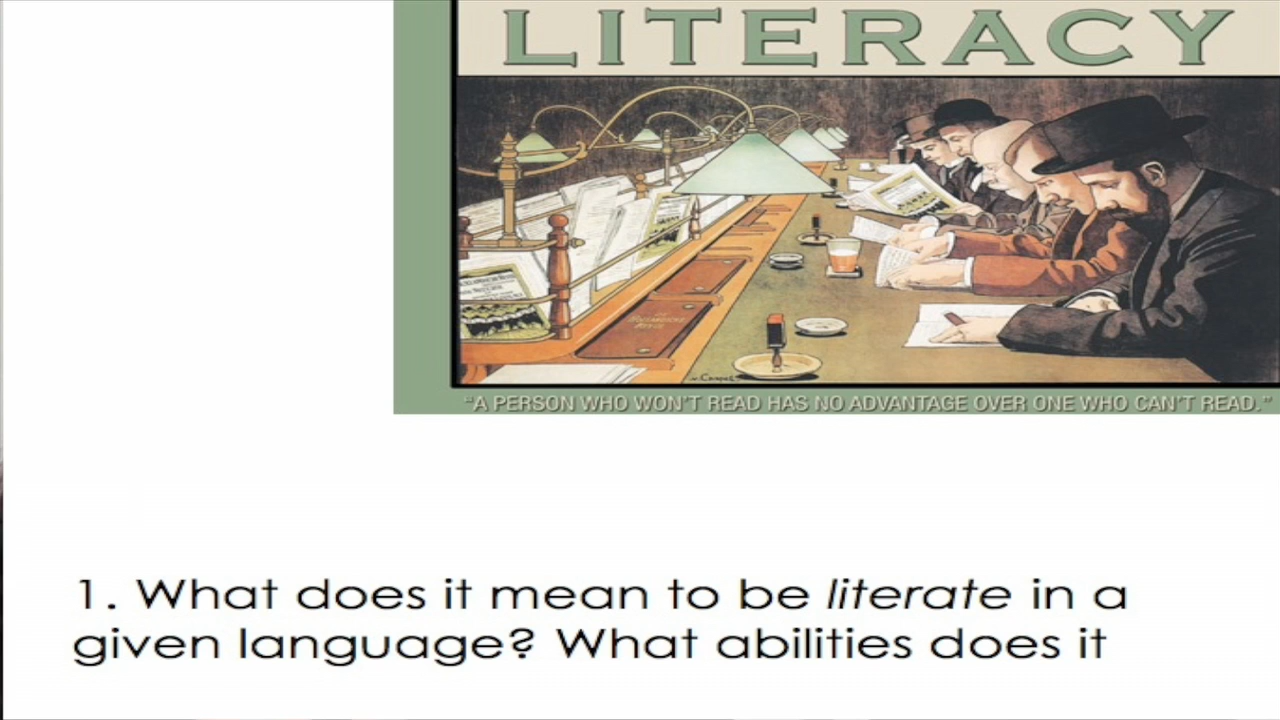 LITERACY
"A PERSON WHO WON'T READ HAS NO ADVANTAGE OVER ONE WHO CAN'T READ."
1. What does it mean to be literate in a
given language? What abilities does it